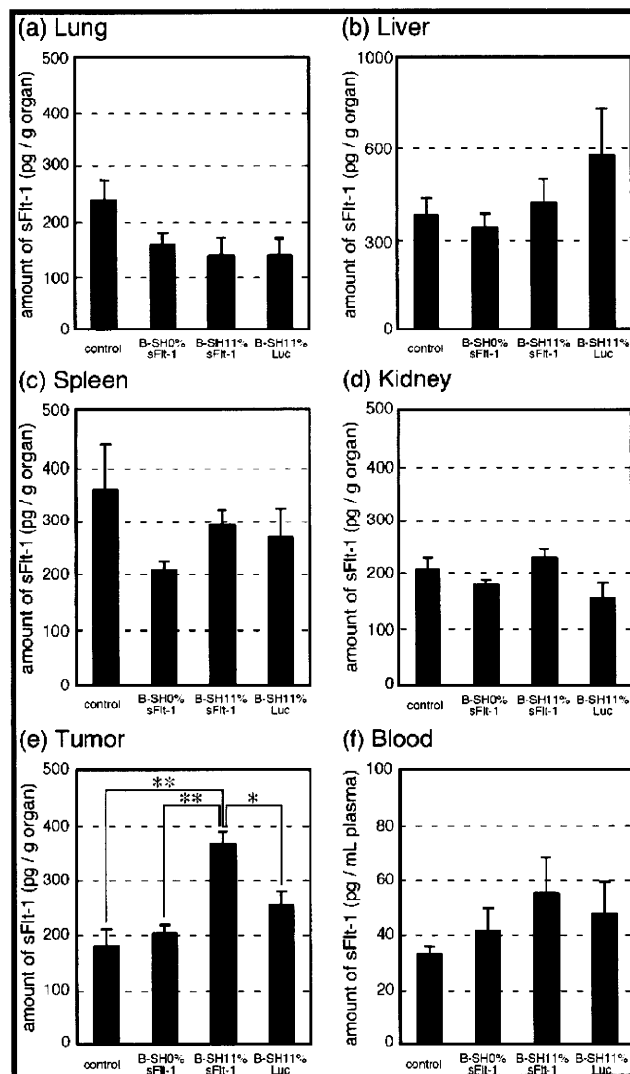 (a) Lung
500
400
300
200
100
0
amount of sFlt-1 (pg / g organ)
control
B-SH0% sFlt-1
B-SH11% sFlt-1
B-SH11% Luc
(b) Liver
1000
600
300
0
amount of sFlt-1 (pg / g organ)
control
B-SH0% sFlt-1
B-SH11% sFlt-1
B-SH11% Luc
(c) Spleen
500
400
300
200
100
0
amount of sFlt-1 (pg / g organ)
control
B-SH0% sFlt-1
B-SH11% sFlt-1
B-SH11% Luc
(d) Kidney
500
400
300
200
100
0
amount of sFlt-1 (pg / g organ)
control
B-SH0% sFlt-1
B-SH11% sFlt-1
B-SH11% Luc
(e) Tumor
500
400
300
200
100
0
amount of sFlt-1 (pg / g organ)
**
**
*
control
B-SH0% sFlt-1
B-SH11% sFlt-1
B-SH11% Luc
(f) Blood
100
80
60
40
20
0
amount of sFlt-1 (pg / mL plasma)
control
B-SH0% sFlt-1
B-SH11% sFlt-1
B-SH11% Luc